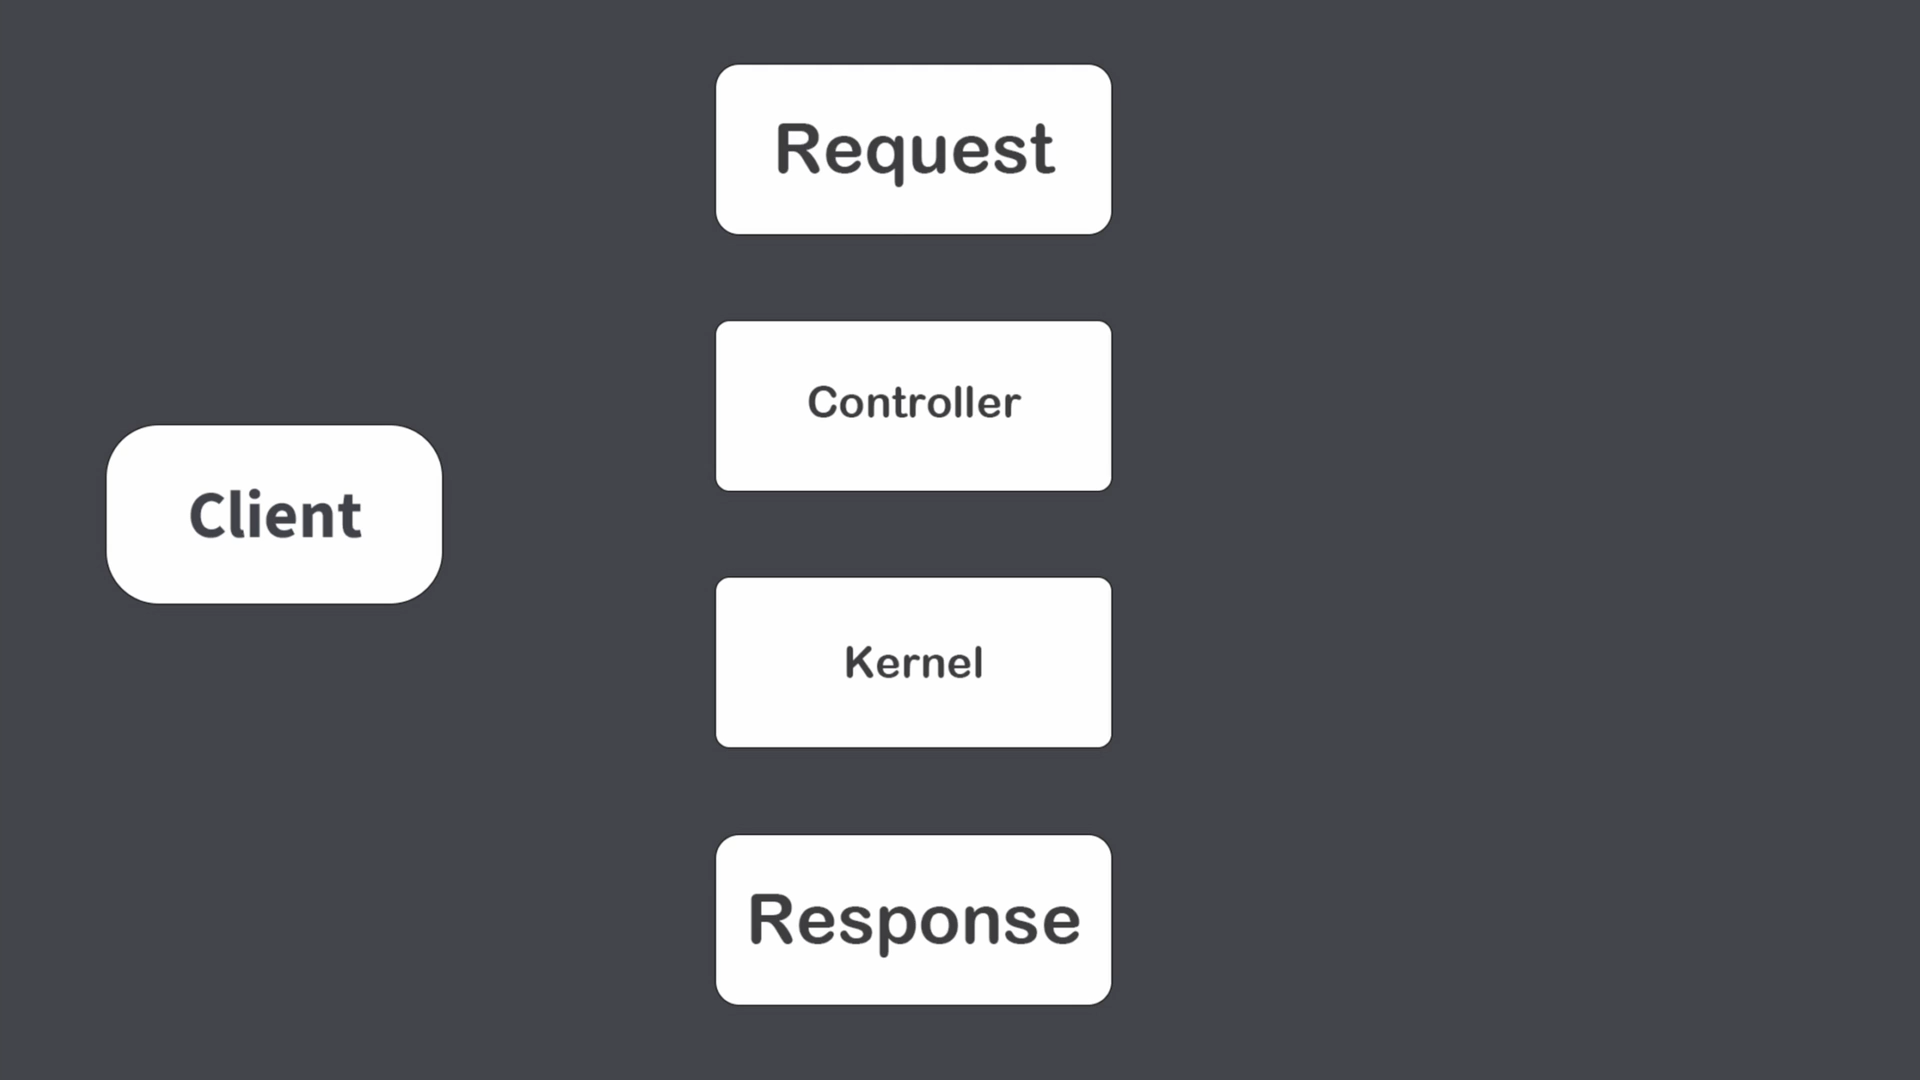 Request
Controller
Client
Kernel
Response